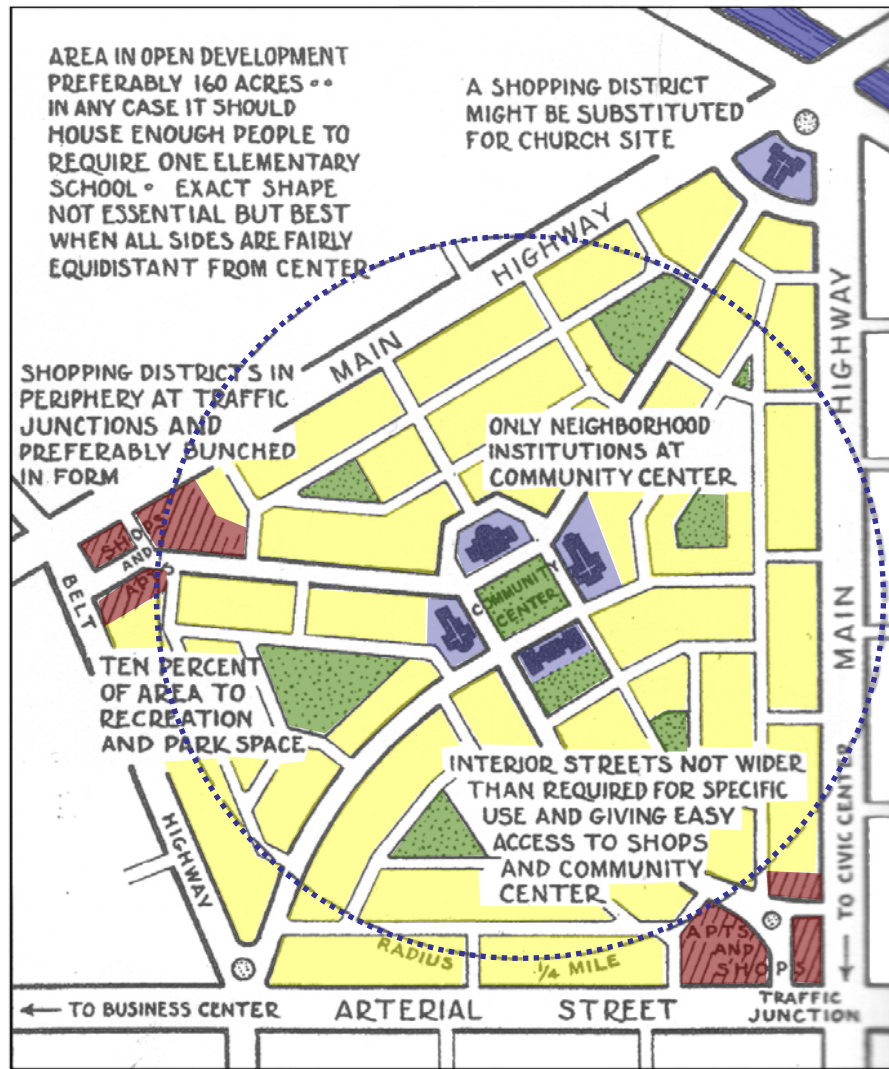 AREA IN OPEN DEVELOPMENT
PREFERABLY 160 ACRES
IN ANY CASE IT SHOULD
HOUSE ENOUGH PEOPLE TO
REQUIRE ONE ELEMENTARY
SCHOOL • EXACT SHAPE
NOT ESSENTIAL BUT BEST
WHEN ALL SIDES ARE FAIRLY
EQUIDISTANT FROM CENTER
A SHOPPING DISTRICT
MIGHT BE SUBSTITUTED
FOR CHURCH SITE
MAIN HIGHWAY
SHOPPING DISTRICTS IN
PERIPHERY AT TRAFFIC
JUNCTIONS AND
PREFERABLY BUNCHED
IN FORM
ONLY NEIGHBORHOOD
INSTITUTIONS AT
COMMUNITY CENTER
HIGHWAY
MAIN
SHOPS
AND
APTS
BELT
HIGHWAY
COMMUNITY
CENTER
TEN PERCENT
OF AREA TO
RECREATION
AND PARK SPACE
INTERIOR STREETS NOT WIDER
THAN REQUIRED FOR SPECIFIC
USE AND GIVING EASY
ACCESS TO SHOPS
AND COMMUNITY
CENTER
TO CIVIC CENTER
APTS
AND
SHOPS
RADIUS 1/4 MILE
TO BUSINESS CENTER
ARTERIAL STREET
TRAFFIC
JUNCTION